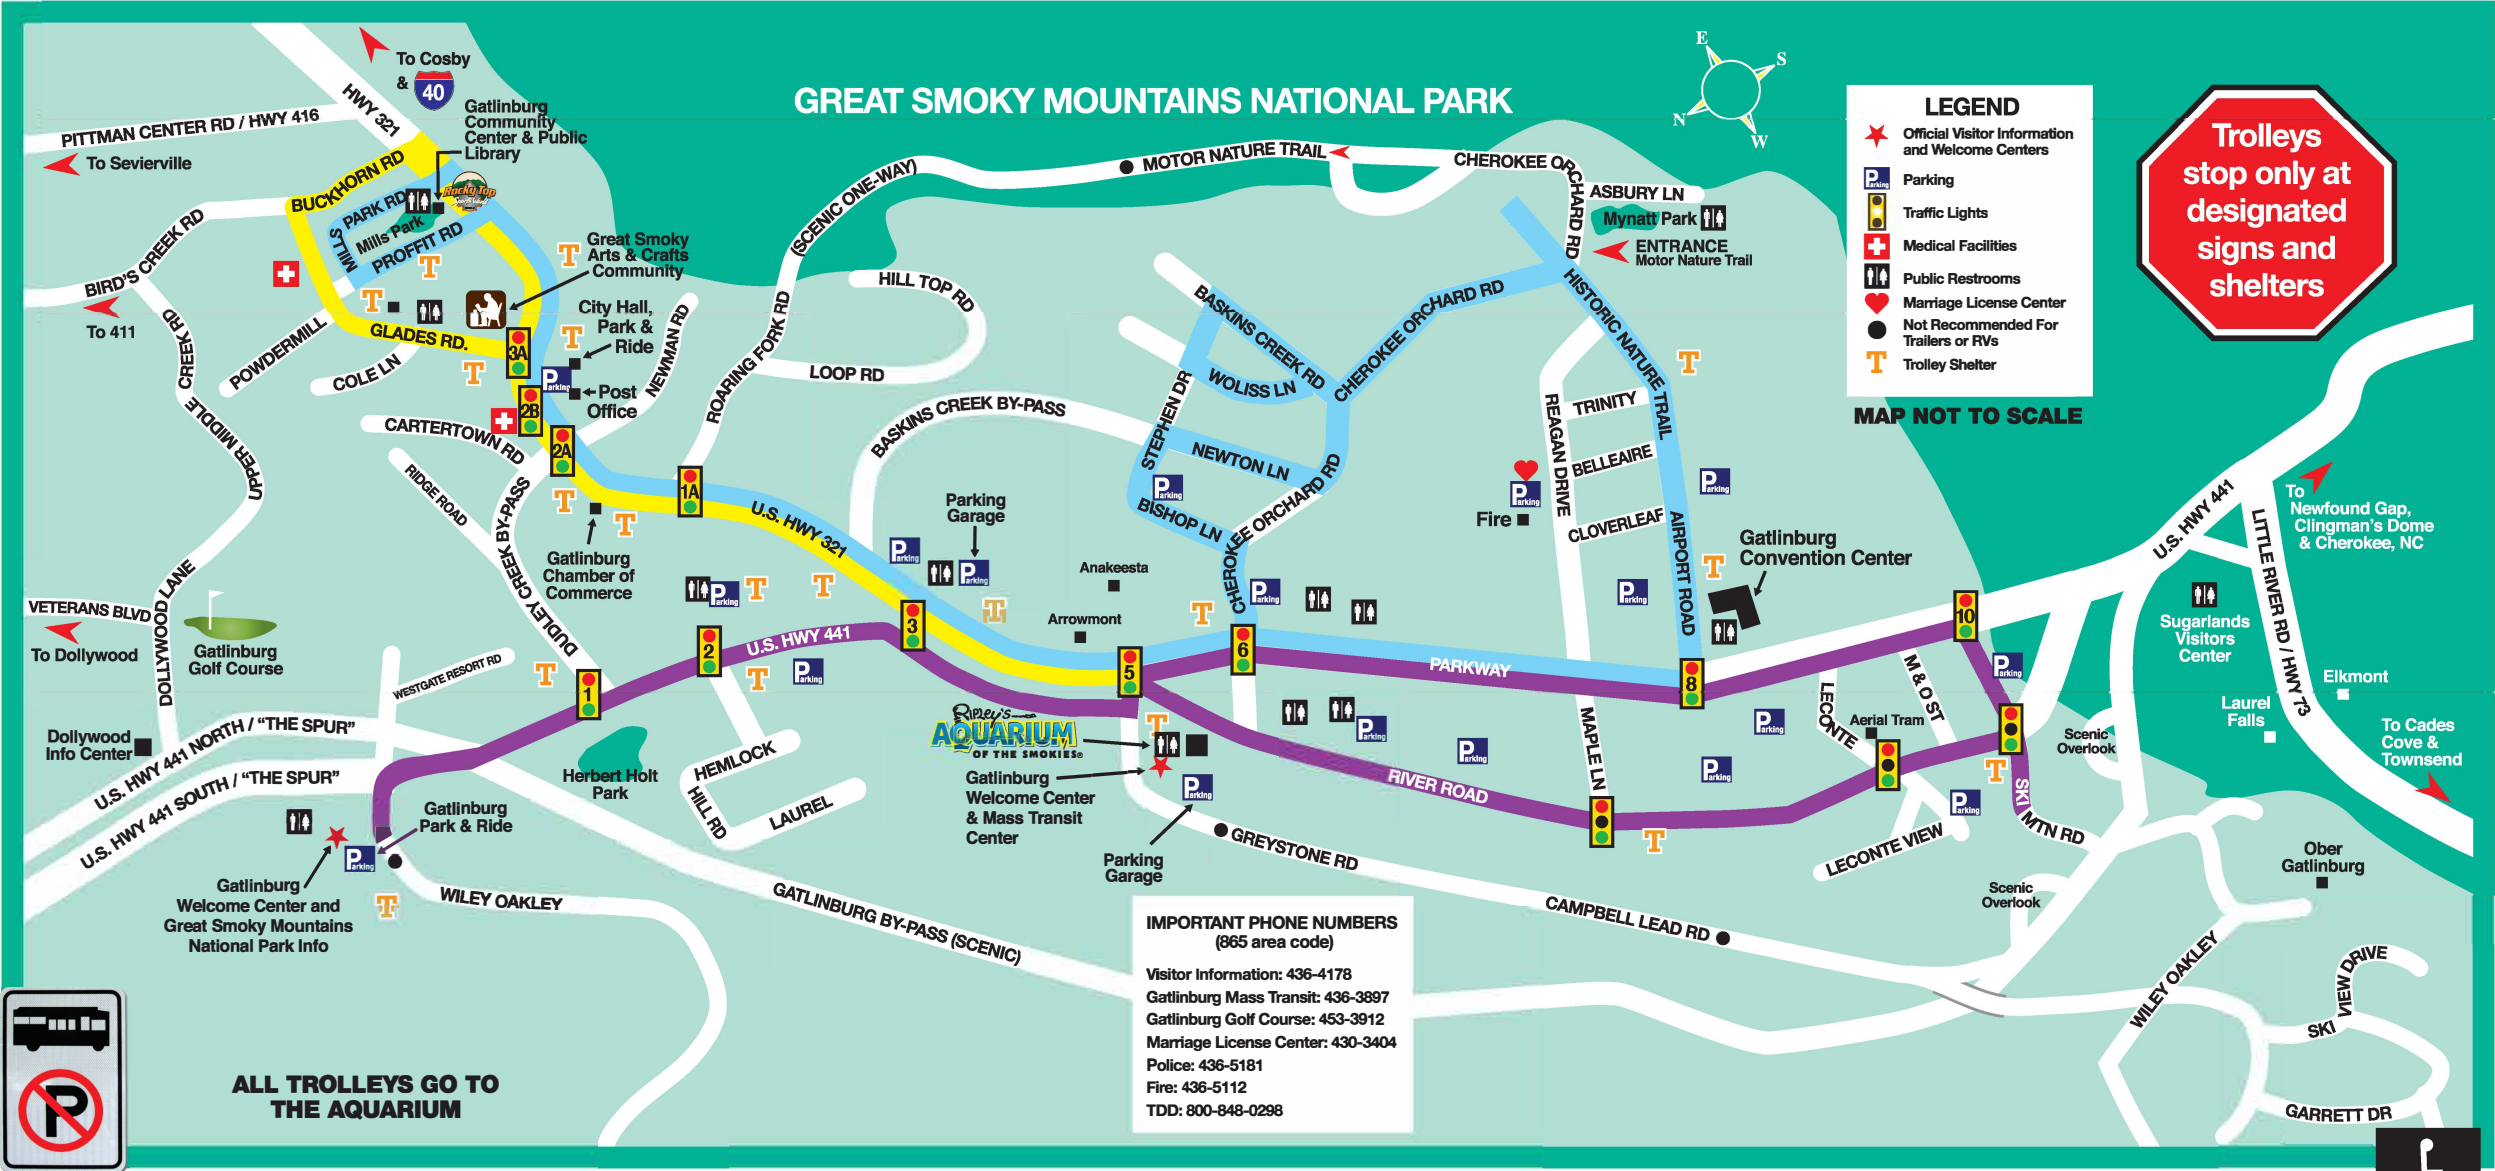 GREAT SMOKY MOUNTAINS NATIONAL PARK
E
S
N
W
To Cosby
&
40
HWY 321
PITTMAN CENTER RD / HWY 416
To Sevierville
Gatlinburg
Community
Center & Public
Library
BUCKHORN RD
PARK RD
Mills Park
MILLS
PROFFIT RD
Rocky Top
BIRD'S CREEK RD
To 411
T
T
T
T
Great Smoky
Arts & Crafts
Community
City Hall,
Park &
Ride
Post
Office
NEWMAN RD
GLADES RD.
POWDERMILL
COLE LN
T
3A
2B
2A
1A
P
Parking
CREEK RD
UPPER MIDDLE
CARTERTOWN RD
RIDGE ROAD
DUDLEY CREEK BY-PASS
T
T
Gatlinburg
Chamber of
Commerce
ROARING FORK RD
(SCENIC ONE-WAY)
MOTOR NATURE TRAIL
CHEROKEE ORCHARD RD
ASBURY LN
Mynatt Park
ENTRANCE
Motor Nature Trail
HILL TOP RD
LOOP RD
BASKINS CREEK BY-PASS
BASKINS CREEK RD
WOLISS LN
STEPHEN DR
NEWTON LN
BISHOP LN
CHEROKEE ORCHARD RD
CHEROKEE ORCHARD RD
HISTORIC NATURE TRAIL
REAGAN DRIVE
TRINITY
BELLEAIRE
CLOVERLEAF
AIRPORT ROAD
Fire
T
T
Gatlinburg
Convention Center
U.S. HWY 321
Parking
Garage
Anakeesta
Arrowmont
T
T
T
T
VETERANS BLVD
To Dollywood
DOLLYWOOD LANE
Gatlinburg
Golf Course
WESTGATE RESORT RD
Dollywood
Info Center
U.S. HWY 441 NORTH / “THE SPUR”
U.S. HWY 441 SOUTH / “THE SPUR”
T
1
2
3
5
6
8
10
U.S. HWY 441
T
PARKWAY
Herbert Holt
Park
HEMLOCK
HILL RD
LAUREL
Gatlinburg
Park & Ride
Gatlinburg
Welcome Center and
Great Smoky Mountains
National Park Info
T
WILEY OAKLEY
GATLINBURG BY-PASS (SCENIC)
Ripley's
AQUARIUM
OF THE SMOKIES®
T
Gatlinburg
Welcome Center
& Mass Transit
Center
Parking
Garage
RIVER ROAD
GREYSTONE RD
CAMPBELL LEAD RD
MAPLE LN
T
LECONTE
M & O ST
Aerial Tram
LECONTE VIEW
T
SKI MTN RD
Scenic
Overlook
Scenic
Overlook
U.S. HWY 441
LITTLE RIVER RD / HWY 73
To
Newfound Gap,
Clingman's Dome
& Cherokee, NC
Sugarlands
Visitors
Center
Elkmont
Laurel
Falls
To Cades
Cove &
Townsend
Ober
Gatlinburg
WILEY OAKLEY
SKI VIEW DRIVE
GARRETT DR
LEGEND
Official Visitor Information
and Welcome Centers
P
Parking
Parking
Traffic Lights
Medical Facilities
Public Restrooms
Marriage License Center
Not Recommended For
Trailers or RVs
T
Trolley Shelter
MAP NOT TO SCALE
Trolleys
stop only at
designated
signs and
shelters
IMPORTANT PHONE NUMBERS
(865 area code)
Visitor Information: 436-4178
Gatlinburg Mass Transit: 436-3897
Gatlinburg Golf Course: 453-3912
Marriage License Center: 430-3404
Police: 436-5181
Fire: 436-5112
TDD: 800-848-0298
ALL TROLLEYS GO TO
THE AQUARIUM
P